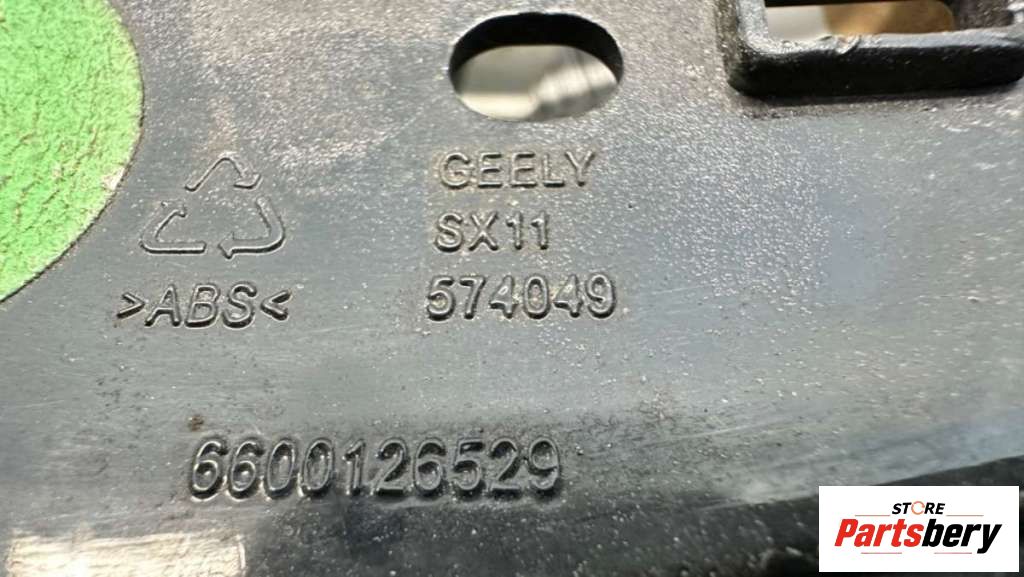 GEELY
SX11
574049
>ABS<
6600126529
STORE
Partsbery